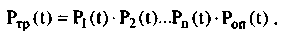 Pтр(t) = P1(t) · P2(t)...Pn(t) · Pоп(t) .